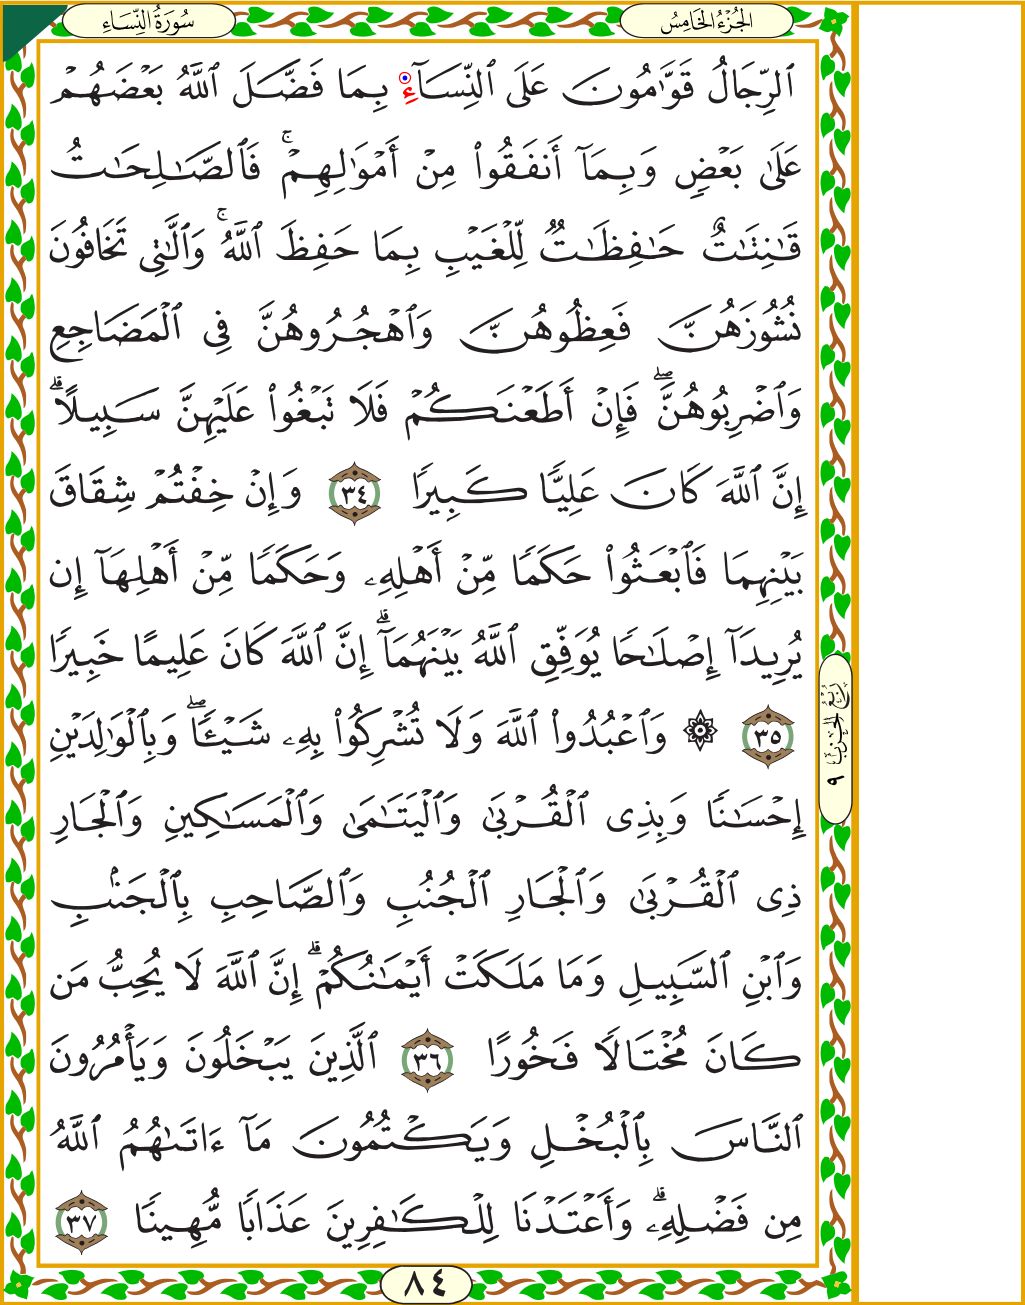 سُورَةُ النِّسَاءِ
الجُزْءُ الخَامِسُ
ٱلرِّجَالُ قَوَّٰمُونَ عَلَى ٱلنِّسَآءِ بِمَا فَضَّلَ ٱللَّهُ بَعْضَهُمْ
عَلَىٰ بَعْضٍ وَبِمَآ أَنفَقُوا۟ مِنْ أَمْوَٰلِهِمْ ۚ فَٱلصَّـٰلِحَـٰتُ
قَـٰنِتَـٰتٌ حَـٰفِظَـٰتٌ لِّلْغَيْبِ بِمَا حَفِظَ ٱللَّهُ ۚ وَٱلَّـٰتِى تَخَافُونَ
نُشُوزَهُنَّ فَعِظُوهُنَّ وَٱهْجُرُوهُنَّ فِى ٱلْمَضَاجِعِ
وَٱضْرِبُوهُنَّ ۖ فَإِنْ أَطَعْنَكُمْ فَلَا تَبْغُوا۟ عَلَيْهِنَّ سَبِيلًا ۗ
إِنَّ ٱللَّهَ كَانَ عَلِيًّا كَبِيرًا ٣٤ وَإِنْ خِفْتُمْ شِقَاقَ
بَيْنِهِمَا فَٱبْعَثُوا۟ حَكَمًا مِّنْ أَهْلِهِۦ وَحَكَمًا مِّنْ أَهْلِهَآ إِن
يُرِيدَآ إِصْلَـٰحًا يُوَفِّقِ ٱللَّهُ بَيْنَهُمَآ ۗ إِنَّ ٱللَّهَ كَانَ عَلِيمًا خَبِيرًا
٣٥ ۞ وَٱعْبُدُوا۟ ٱللَّهَ وَلَا تُشْرِكُوا۟ بِهِۦ شَيْـًٔا ۖ وَبِٱلْوَٰلِدَيْنِ
إِحْسَـٰنًا وَبِذِى ٱلْقُرْبَىٰ وَٱلْيَتَـٰمَىٰ وَٱلْمَسَـٰكِينِ وَٱلْجَارِ
ذِى ٱلْقُرْبَىٰ وَٱلْجَارِ ٱلْجُنُبِ وَٱلصَّاحِبِ بِٱلْجَنۢبِ
وَٱبْنِ ٱلسَّبِيلِ وَمَا مَلَكَتْ أَيْمَـٰنُكُمْ ۗ إِنَّ ٱللَّهَ لَا يُحِبُّ مَن
كَانَ مُخْتَالًا فَخُورًا ٣٦ ٱلَّذِينَ يَبْخَلُونَ وَيَأْمُرُونَ
ٱلنَّاسَ بِٱلْبُخْلِ وَيَكْتُمُونَ مَآ ءَاتَىٰهُمُ ٱللَّهُ
مِن فَضْلِهِۦ ۗ وَأَعْتَدْنَا لِلْكَـٰفِرِينَ عَذَابًا مُّهِينًا ٣٧
رُبْعُ الحِزْبِ ٩
٨٤